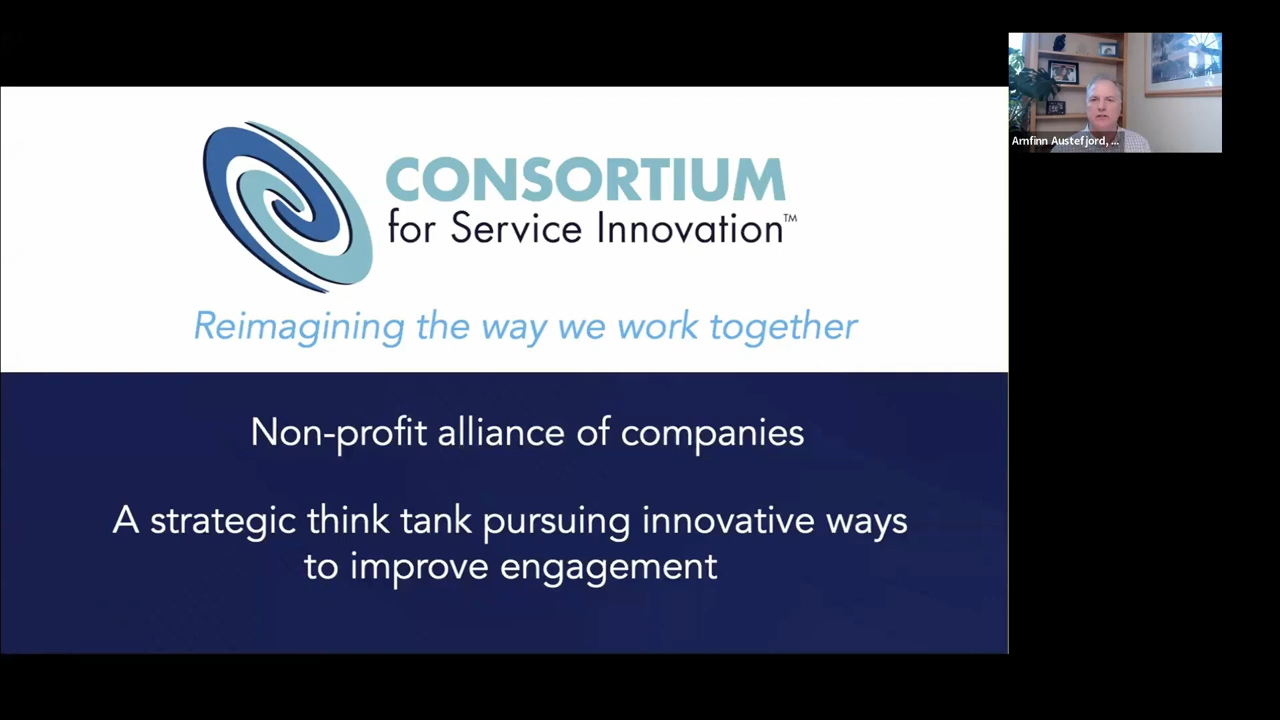 CONSORTIUM
for Service Innovation™
Reimagining the way we work together
Non-profit alliance of companies
A strategic think tank pursuing innovative ways
to improve engagement
Arnfinn Austefjord, ...